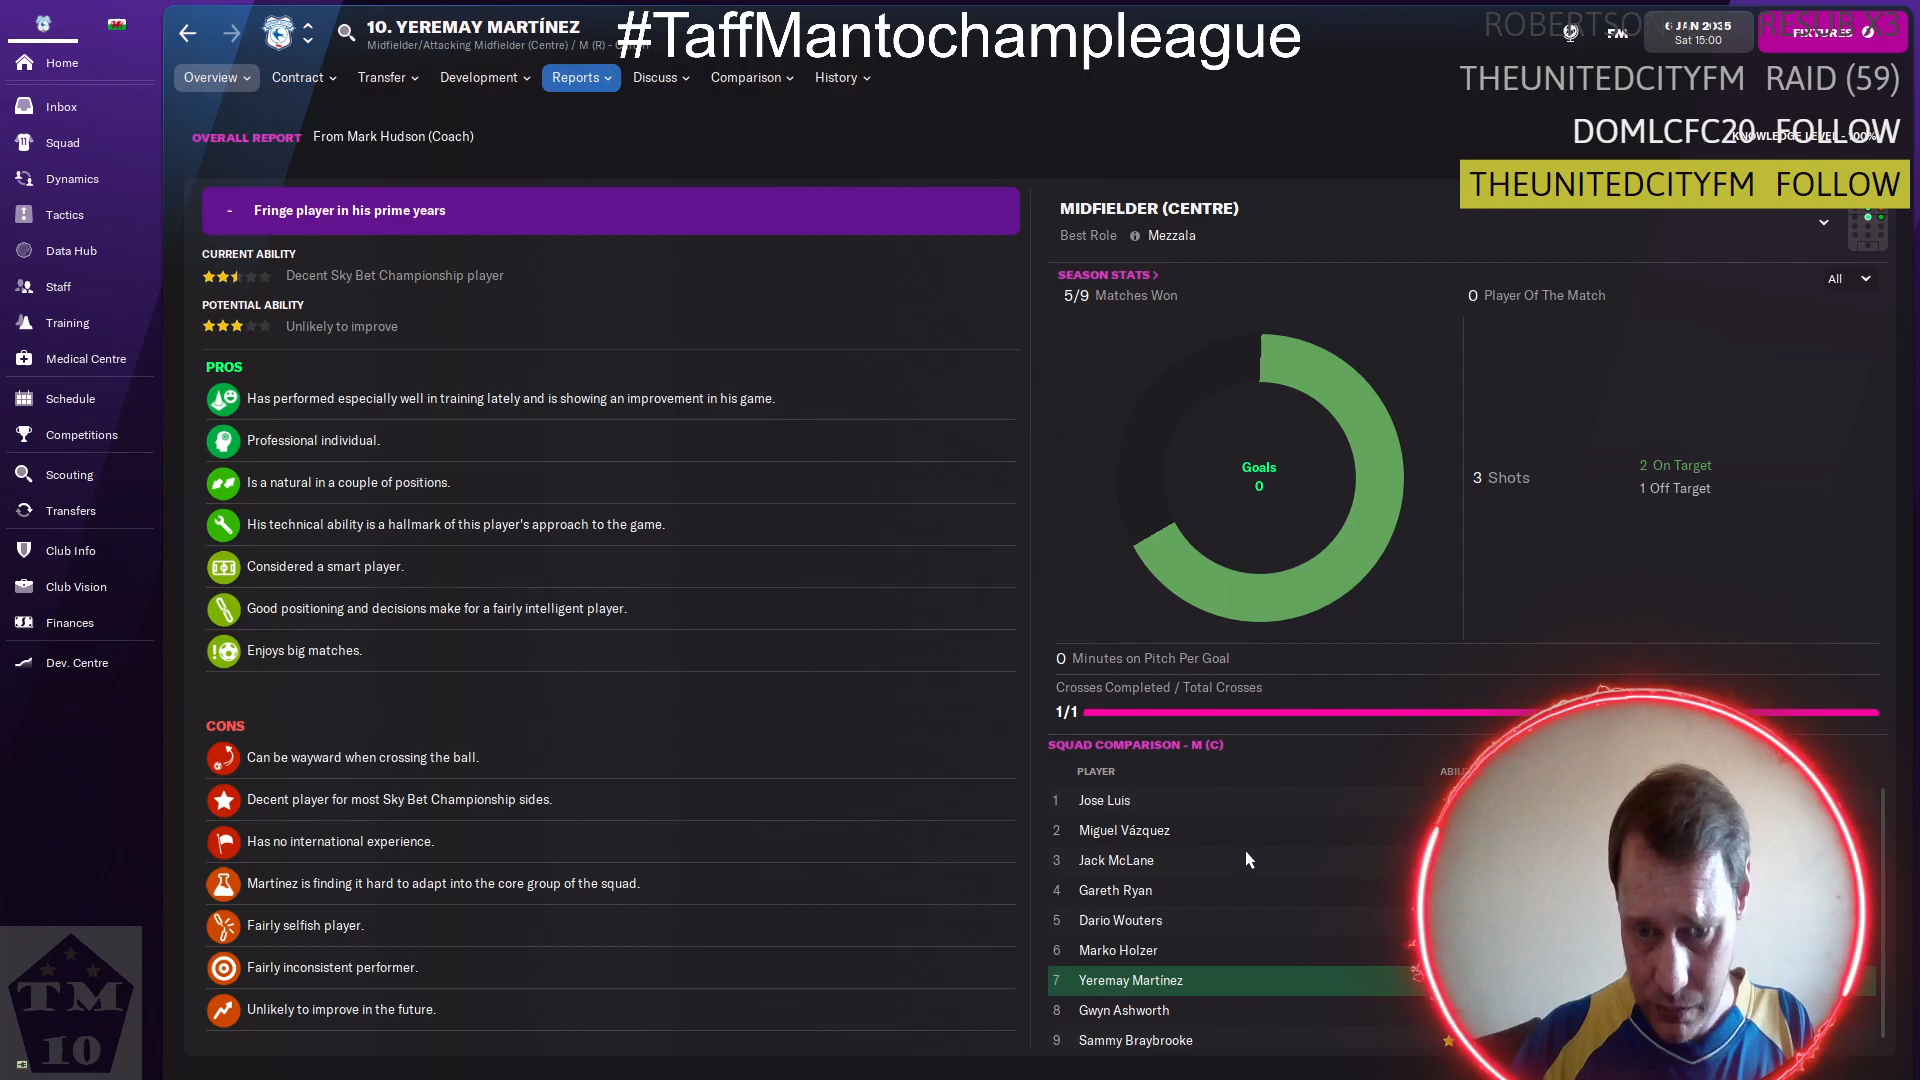 10. YEREMAY MARTÍNEZ
Midfielder/Attacking Midfielder (Centre) / M (R) -
#TaffMantochampleague
6 JAN 2035
Sat 15:00
FIXTURES
ROBERTSON
RESUB X3
THEUNITEDCITYFM RAID (59)
DOMLCFC20 FOLLOW
THEUNITEDCITYFM FOLLOW
Overview
Contract
Transfer
Development
Reports
Discuss
Comparison
History
Home
Inbox
Squad
Dynamics
Tactics
Data Hub
Staff
Training
Medical Centre
Schedule
Competitions
Scouting
Transfers
Club Info
Club Vision
Finances
Dev. Centre
TM
10
OVERALL REPORT From Mark Hudson (Coach)
KNOWLEDGE LEVEL - 100%
- Fringe player in his prime years
CURRENT ABILITY
Decent Sky Bet Championship player
POTENTIAL ABILITY
Unlikely to improve
PROS
Has performed especially well in training lately and is showing an improvement in his game.
Professional individual.
Is a natural in a couple of positions.
His technical ability is a hallmark of this player's approach to the game.
Considered a smart player.
Good positioning and decisions make for a fairly intelligent player.
Enjoys big matches.
CONS
Can be wayward when crossing the ball.
Decent player for most Sky Bet Championship sides.
Has no international experience.
Martínez is finding it hard to adapt into the core group of the squad.
Fairly selfish player.
Fairly inconsistent performer.
Unlikely to improve in the future.
MIDFIELDER (CENTRE)
Best Role Mezzala
SEASON STATS >
All
5/9 Matches Won
0 Player Of The Match
Goals
0
3 Shots
2 On Target
1 Off Target
0 Minutes on Pitch Per Goal
Crosses Completed / Total Crosses
1/1
SQUAD COMPARISON - M (C)
PLAYER
1 Jose Luis
2 Miguel Vázquez
3 Jack McLane
4 Gareth Ryan
5 Dario Wouters
6 Marko Holzer
7 Yeremay Martínez
8 Gwyn Ashworth
9 Sammy Braybrooke